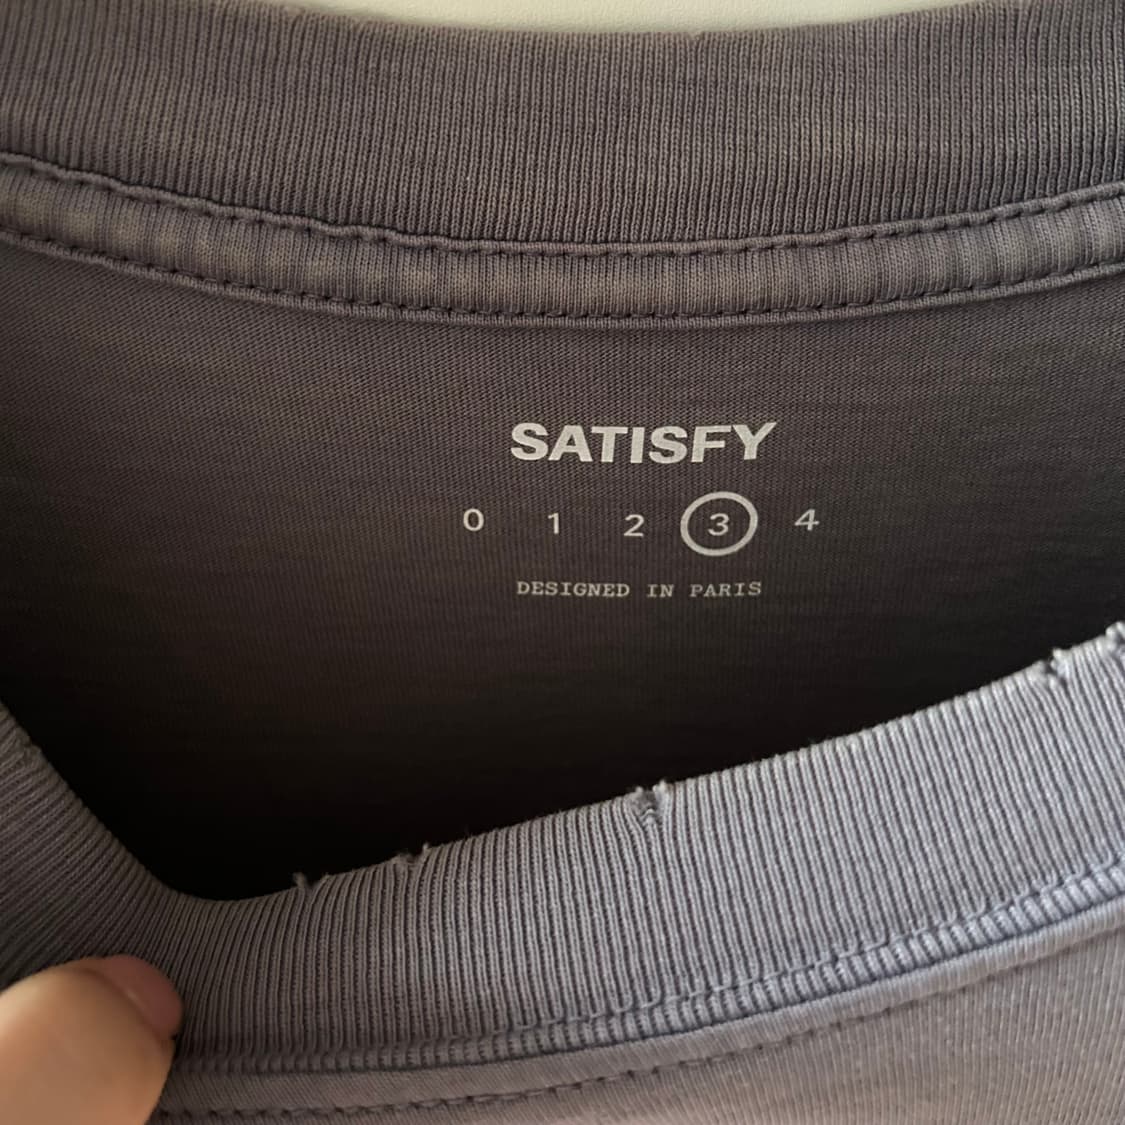 SATISFY
0 1 2 3 4
DESIGNED IN PARIS